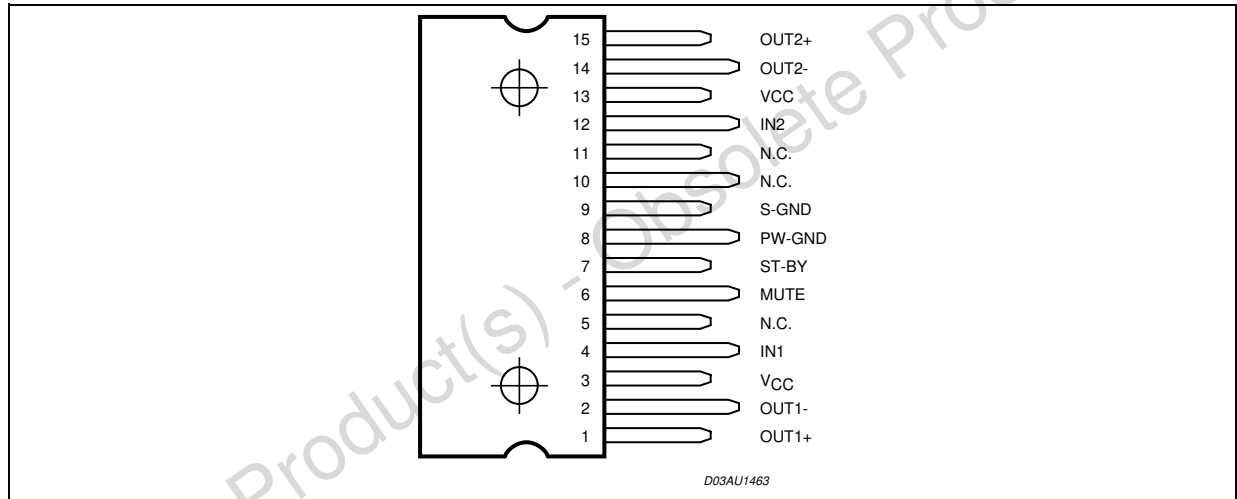 15 OUT2+
14 OUT2-
13 VCC
12 IN2
11 N.C.
10 N.C.
9 S-GND
8 PW-GND
7 ST-BY
6 MUTE
5 N.C.
4 IN1
3 VCC
2 OUT1-
1 OUT1+
D03AU1463
Product(s) - Obsolete Pro